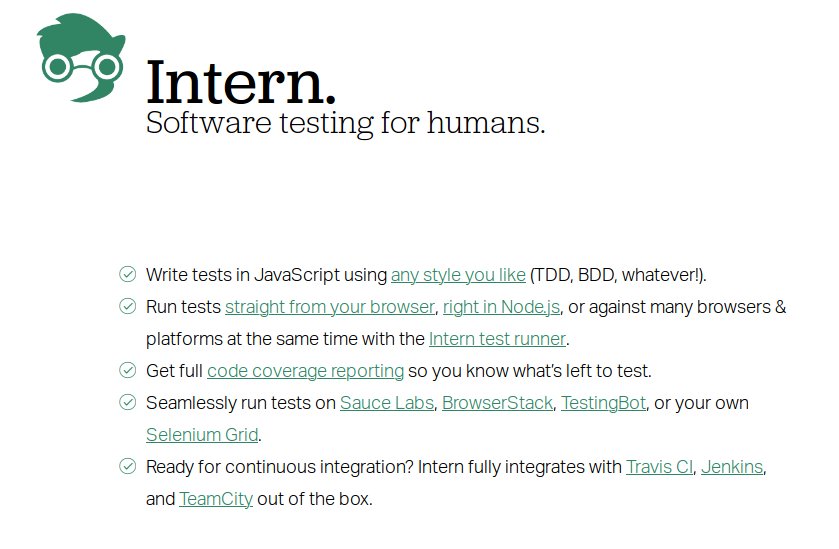 Intern.
Software testing for humans.
Write tests in JavaScript using any style you like (TDD, BDD, whatever!).
Run tests straight from your browser, right in Node.js, or against many browsers &
platforms at the same time with the Intern test runner.
Get full code coverage reporting so you know what’s left to test.
Seamlessly run tests on Sauce Labs, BrowserStack, TestingBot, or your own
Selenium Grid.
Ready for continuous integration? Intern fully integrates with Travis CI, Jenkins,
and TeamCity out of the box.